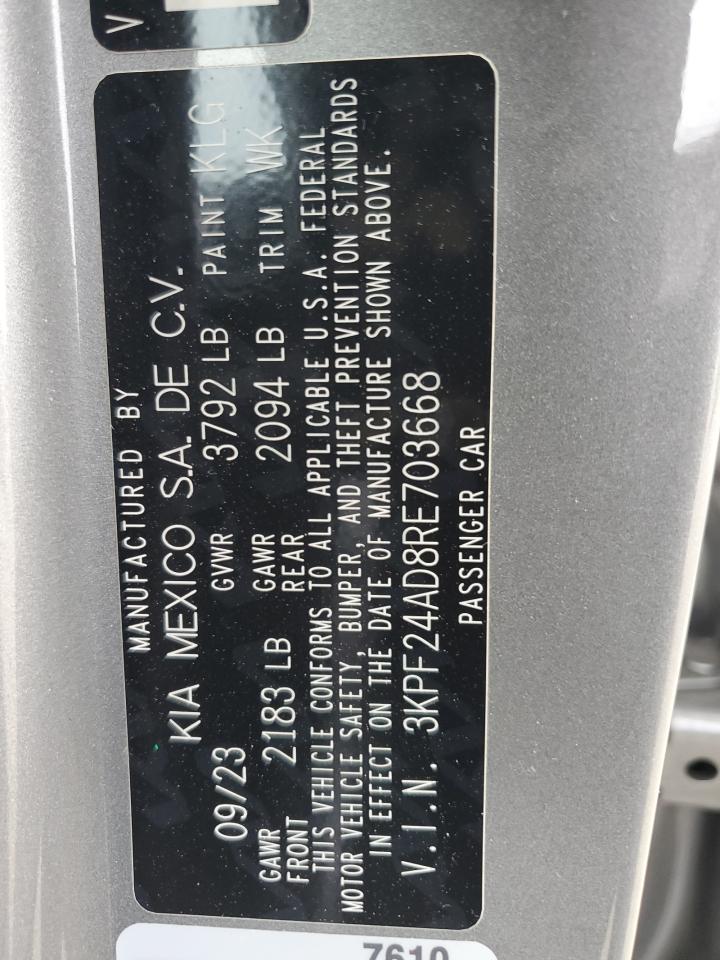 V
MANUFACTURED BY
KIA MEXICO S.A. DE C.V.
09/23 GVWR 3792 LB PAINT KLG
GAWR FRONT 2183 LB GAWR REAR 2094 LB TRIM WK
THIS VEHICLE CONFORMS TO ALL APPLICABLE U.S.A. FEDERAL
MOTOR VEHICLE SAFETY, BUMPER, AND THEFT PREVENTION STANDARDS
IN EFFECT ON THE DATE OF MANUFACTURE SHOWN ABOVE.
V.I.N. 3KPF24AD8RE703668
PASSENGER CAR
7610